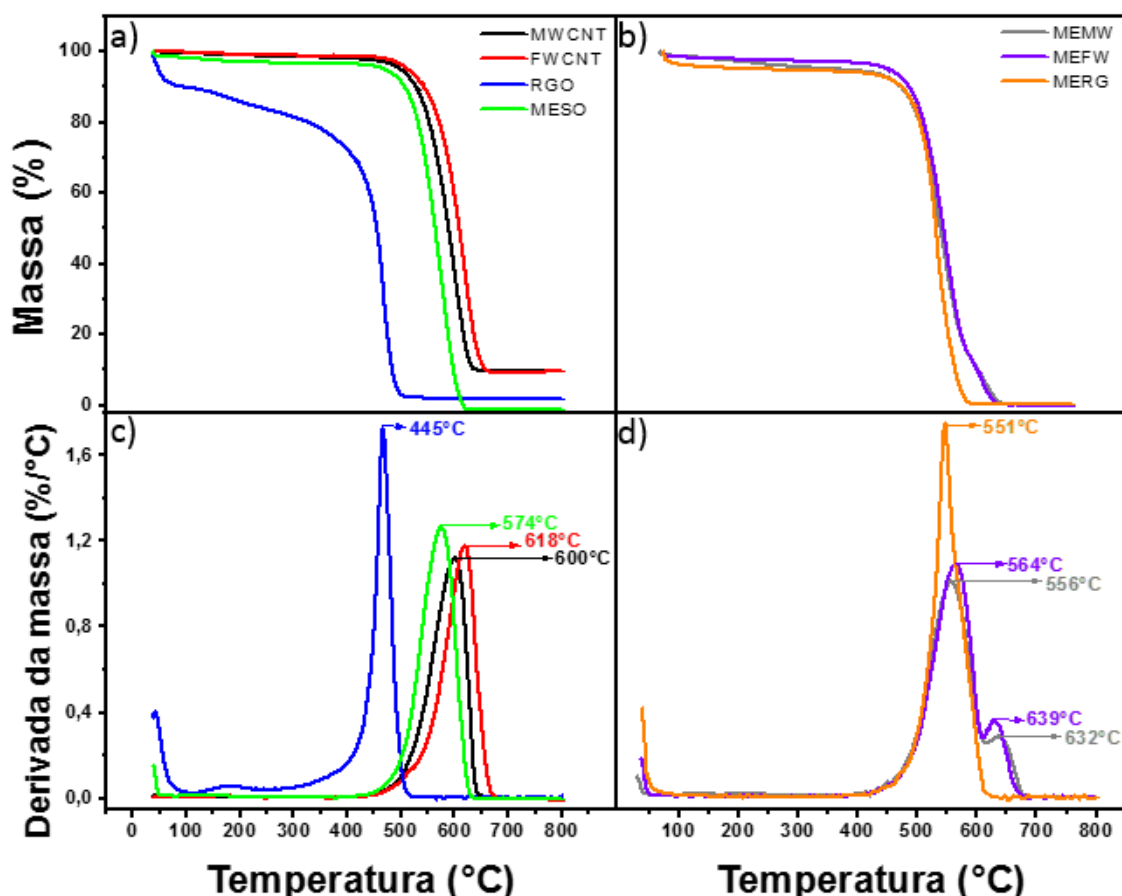 a)
MWCNT
FWCNT
RGO
MESO
b)
MEMW
MEFW
MERG
100
80
60
40
20
0
Massa (%)
c)
445°C
574°C
618°C
600°C
d)
551°C
564°C
556°C
639°C
632°C
1,6
1,2
0,8
0,4
0,0
Derivada da massa (%/°C)
0 100 200 300 400 500 600 700 800
100 200 300 400 500 600 700 800
Temperatura (°C)
Temperatura (°C)